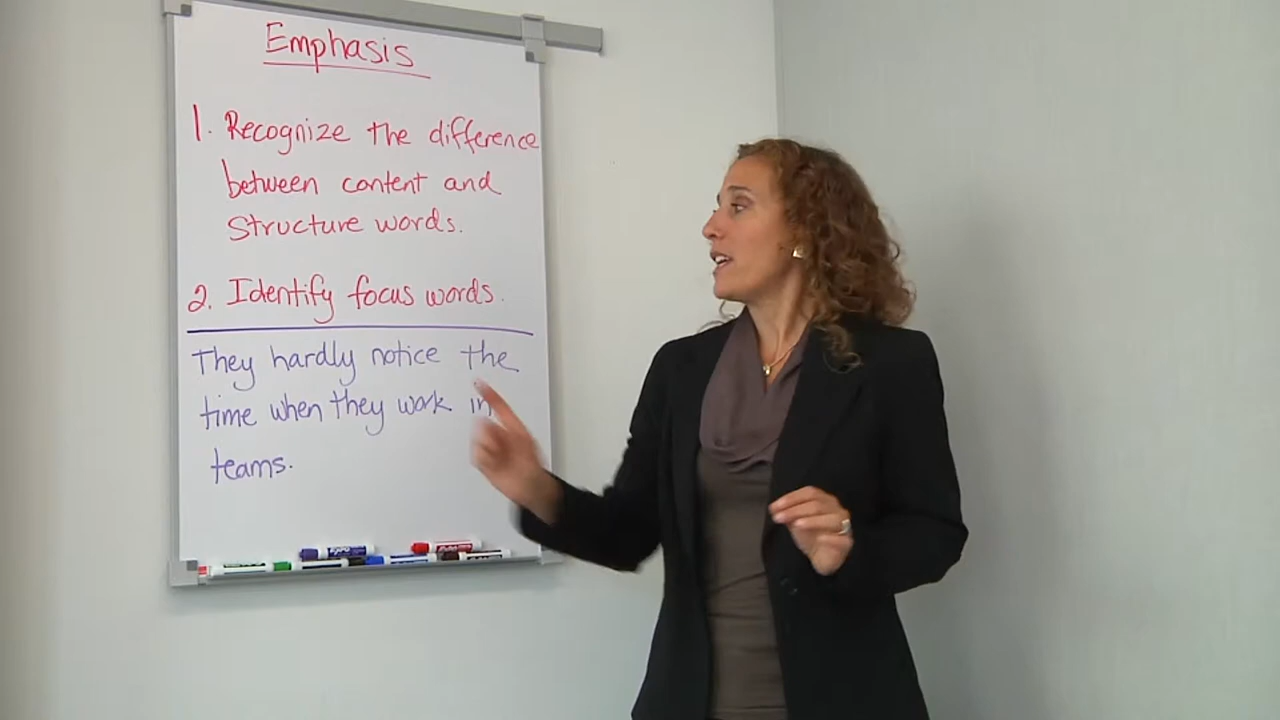 Emphasis
1. Recognize the difference
between content and
structure words.
2. Identify focus words.
They hardly notice the
time when they work in
teams.